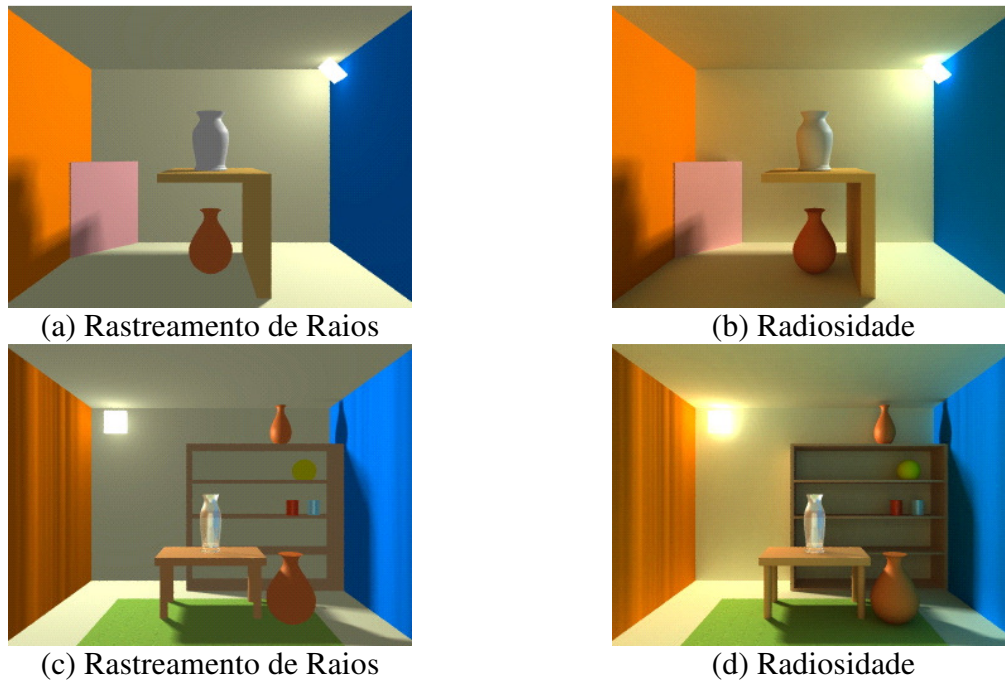 (a) Rastreamento de Raios
(b) Radiosidade
(c) Rastreamento de Raios
(d) Radiosidade